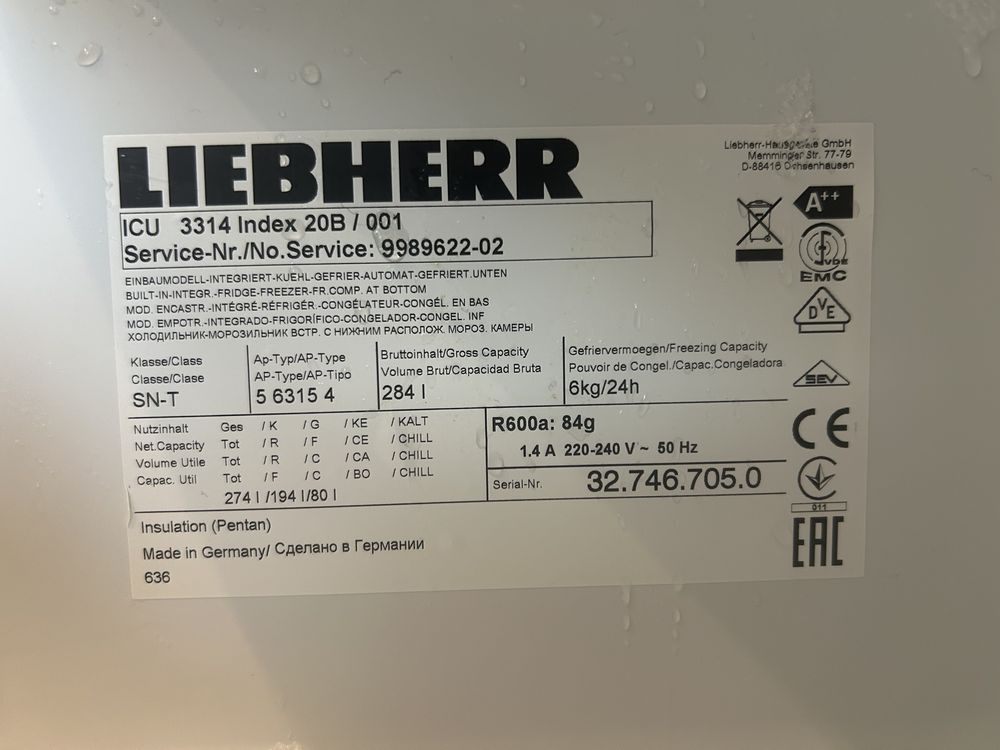 LIEBHERR
Liebherr-Hausgeräte GmbH
Memminger Str. 77-79
D-88416 Ochsenhausen
ICU 3314 Index 20B / 001
Service-Nr./No.Service: 9989622-02
A++
VDE
EMC
EINBAUMODELL-INTEGRIERT-KUEHL-GEFRIER-AUTOMAT-GEFRIERT.UNTEN
BUILT-IN-INTEGR.-FRIDGE-FREEZER-FR.COMP. AT BOTTOM
MOD. ENCASTR.-INTÉGRÉ-RÉFRIGÉR.-CONGÉLATEUR-CONGÉL. EN BAS
MOD. EMPOTR.-INTEGRADO-FRIGORÍFICO-CONGELADOR-CONGEL. INF
ХОЛОДИЛЬНИК-МОРОЗИЛЬНИК ВСТР. С НИЖНИМ РАСПОЛОЖ. МОРОЗ. КАМЕРЫ
DVE
Klasse/Class
Classe/Clase
SN-T
Ap-Typ/AP-Type
AP-Type/AP-Tipo
5 6315 4
Bruttoinhalt/Gross Capacity
Volume Brut/Capacidad Bruta
284 l
Gefriervermoegen/Freezing Capacity
Pouvoir de Congel./Capac.Congeladora
6kg/24h
SEV
Nutzinhalt Ges / K / G / KE / KALT
Net.Capacity Tot / R / F / CE / CHILL
Volume Utile Tot / R / C / CA / CHILL
Capac. Util Tot / F / C / BO / CHILL
274 l /194 l/80 l
R600a: 84g
1.4 A 220-240 V ~ 50 Hz
Serial-Nr. 32.746.705.0
CE
011
EAC
Insulation (Pentan)
Made in Germany/ Сделано в Германии
636